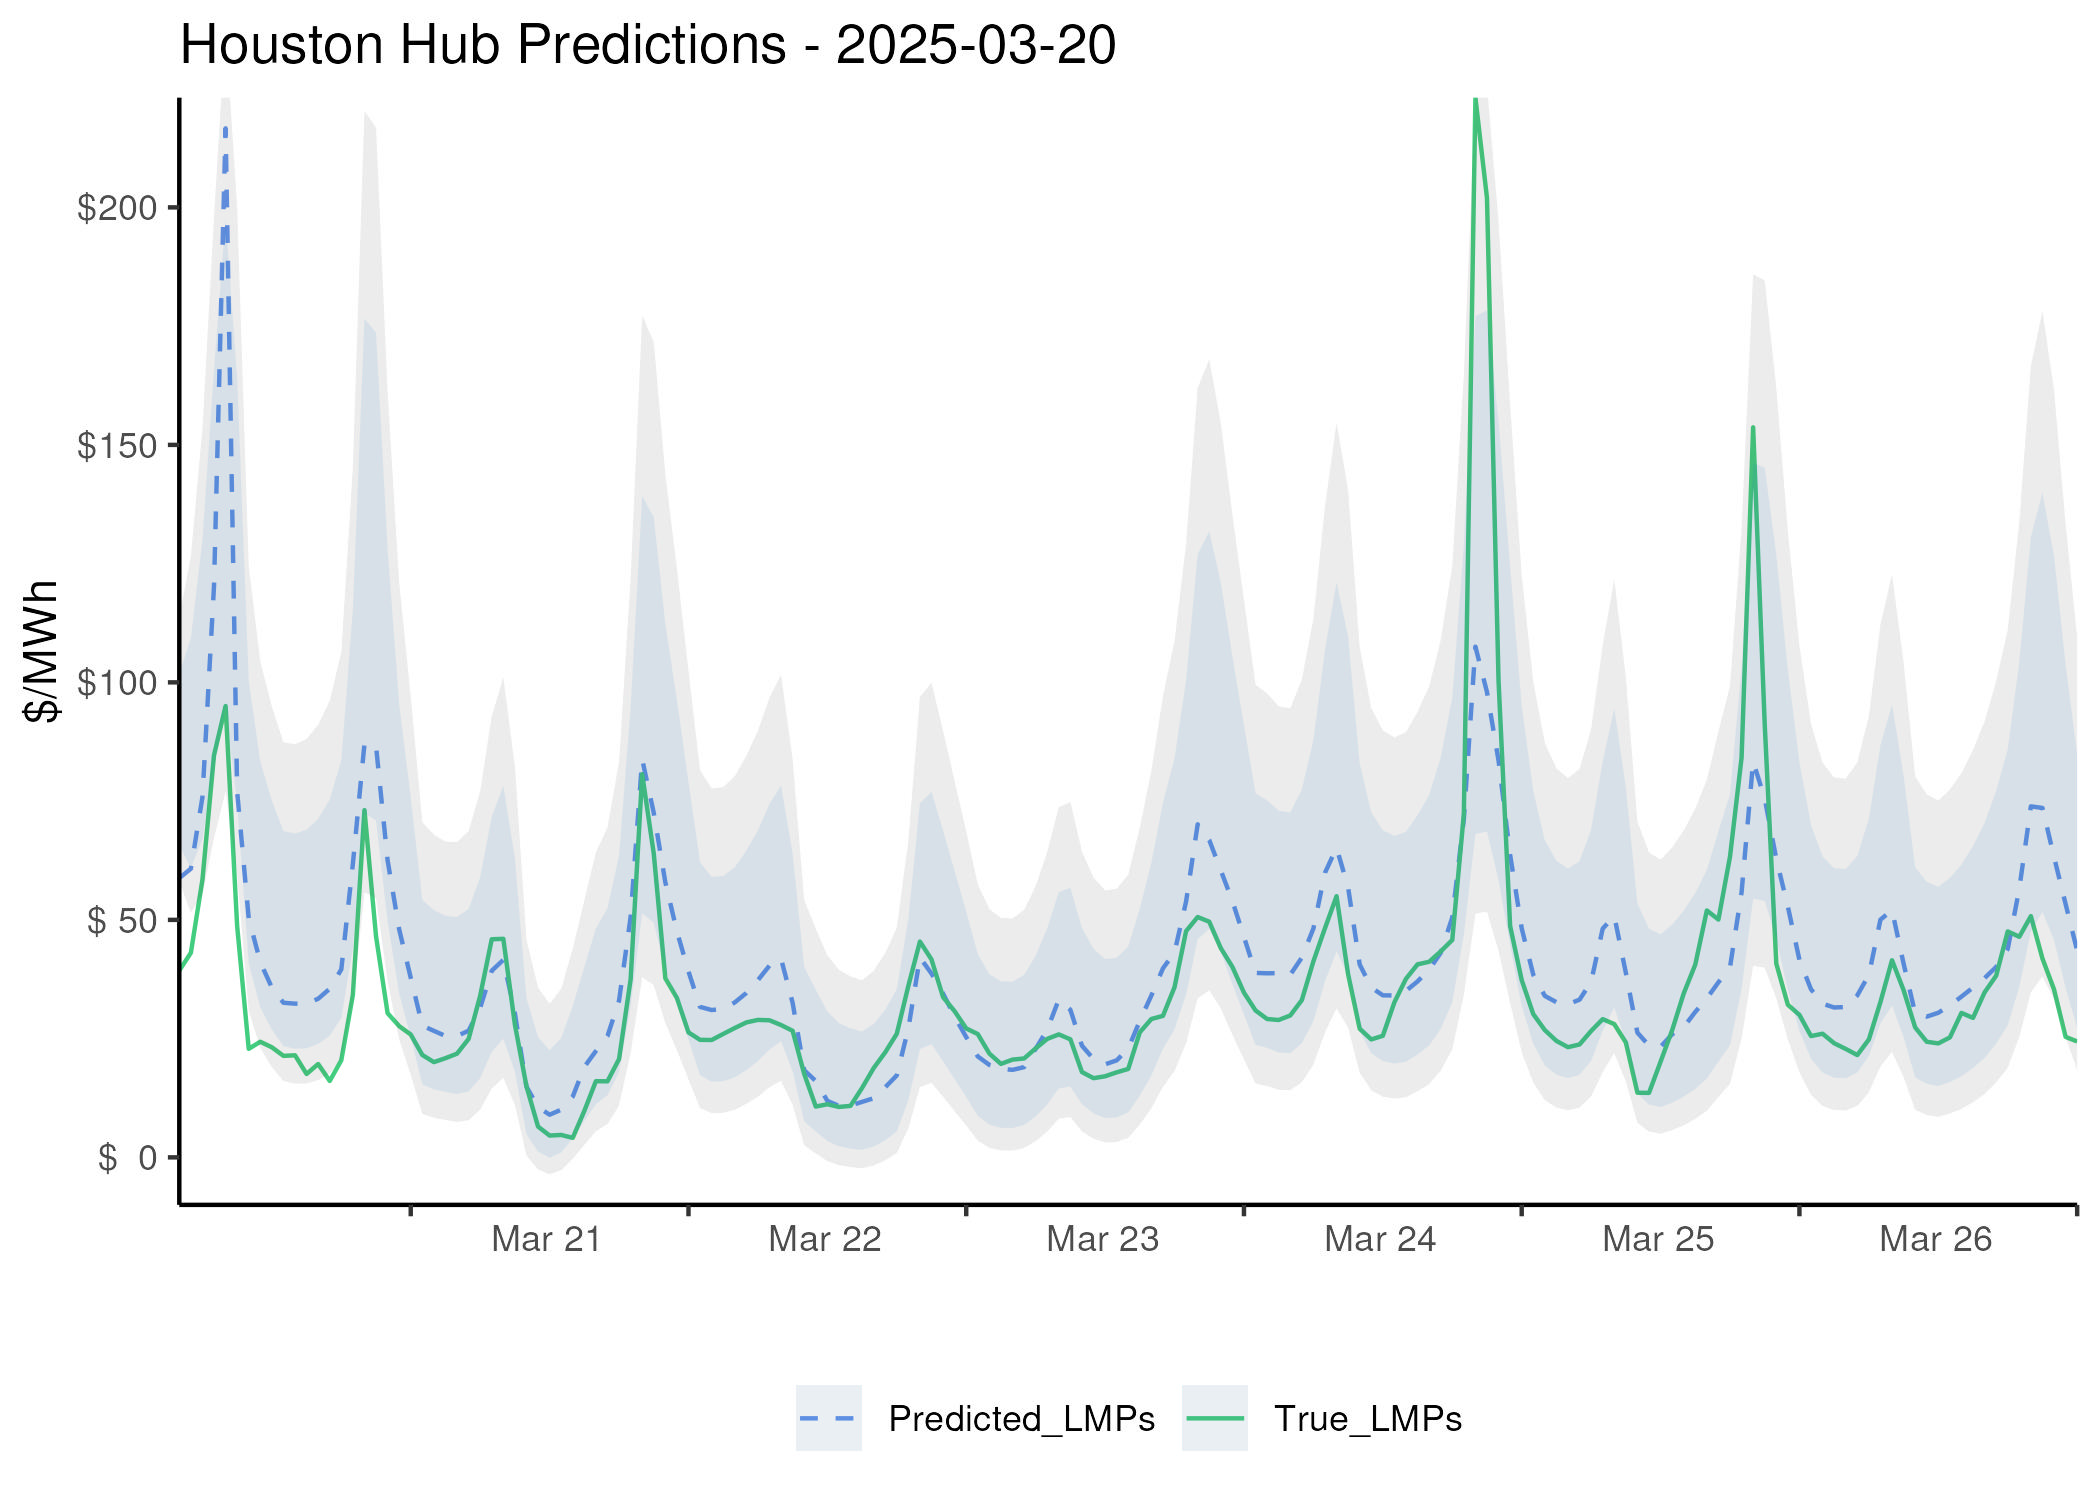 Houston Hub Predictions - 2025-03-20
$/MWh
$200
$150
$100
$ 50
$ 0
Mar 21 Mar 22 Mar 23 Mar 24 Mar 25 Mar 26
Predicted_LMPs True_LMPs